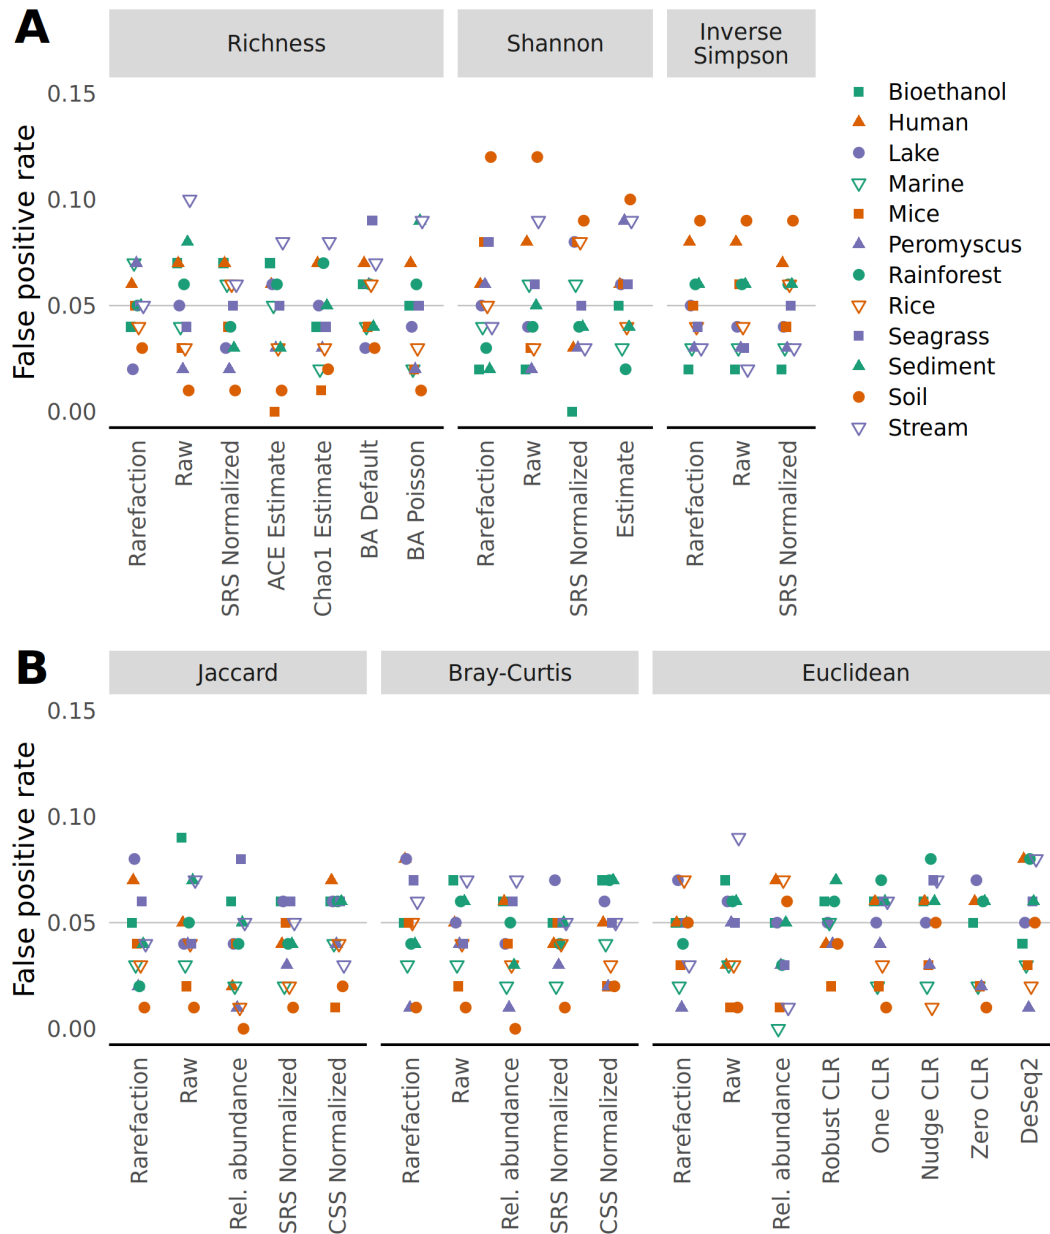 A
Richness
Shannon
Inverse
Simpson
False positive rate
0.15
0.10
0.05
0.00
Rarefaction
Raw
SRS Normalized
ACE Estimate
Chao1 Estimate
BA Default
BA Poisson
Rarefaction
Raw
SRS Normalized
Estimate
Rarefaction
Raw
SRS Normalized
Bioethanol
Human
Lake
Marine
Mice
Peromyscus
Rainforest
Rice
Seagrass
Sediment
Soil
Stream
B
Jaccard
Bray-Curtis
Euclidean
False positive rate
0.15
0.10
0.05
0.00
Rarefaction
Raw
Rel. abundance
SRS Normalized
CSS Normalized
Rarefaction
Raw
Rel. abundance
SRS Normalized
CSS Normalized
Rarefaction
Raw
Rel. abundance
Robust CLR
One CLR
Nudge CLR
Zero CLR
DeSeq2